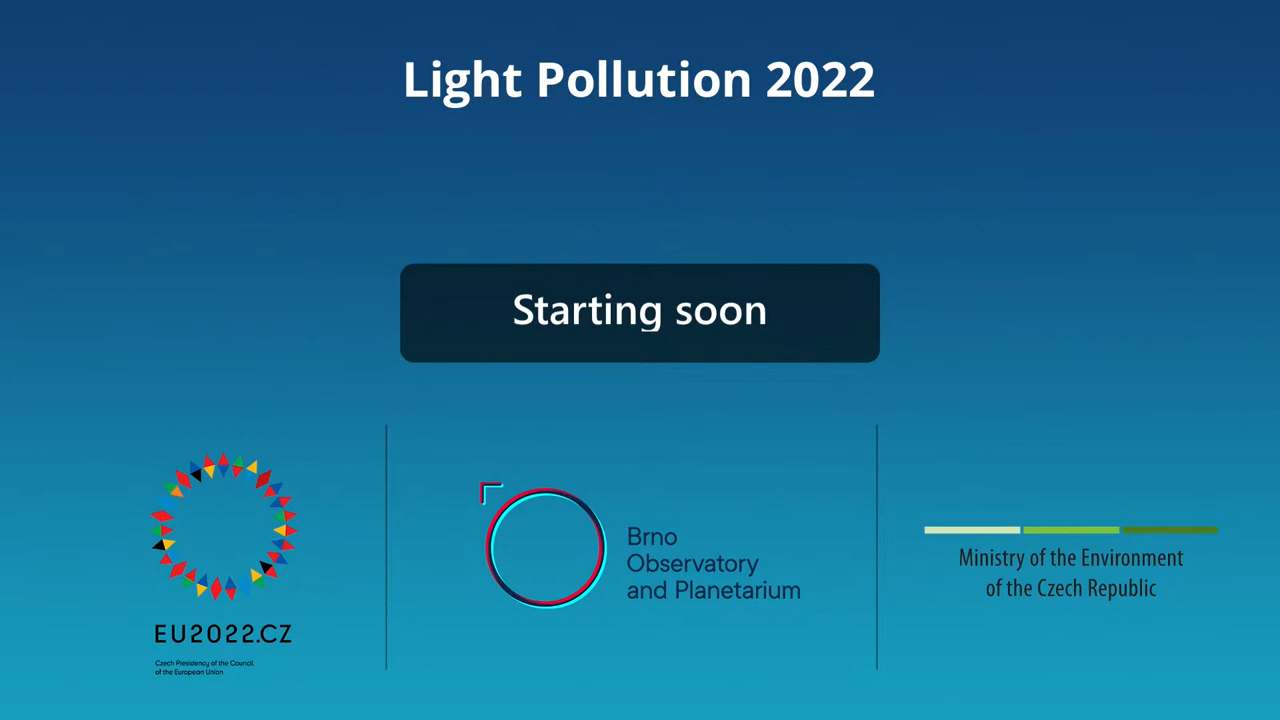 Light Pollution 2022
Starting soon
EU2022.CZ
Czech Presidency of the Council
of the European Union
Brno
Observatory
and Planetarium
Ministry of the Environment
of the Czech Republic